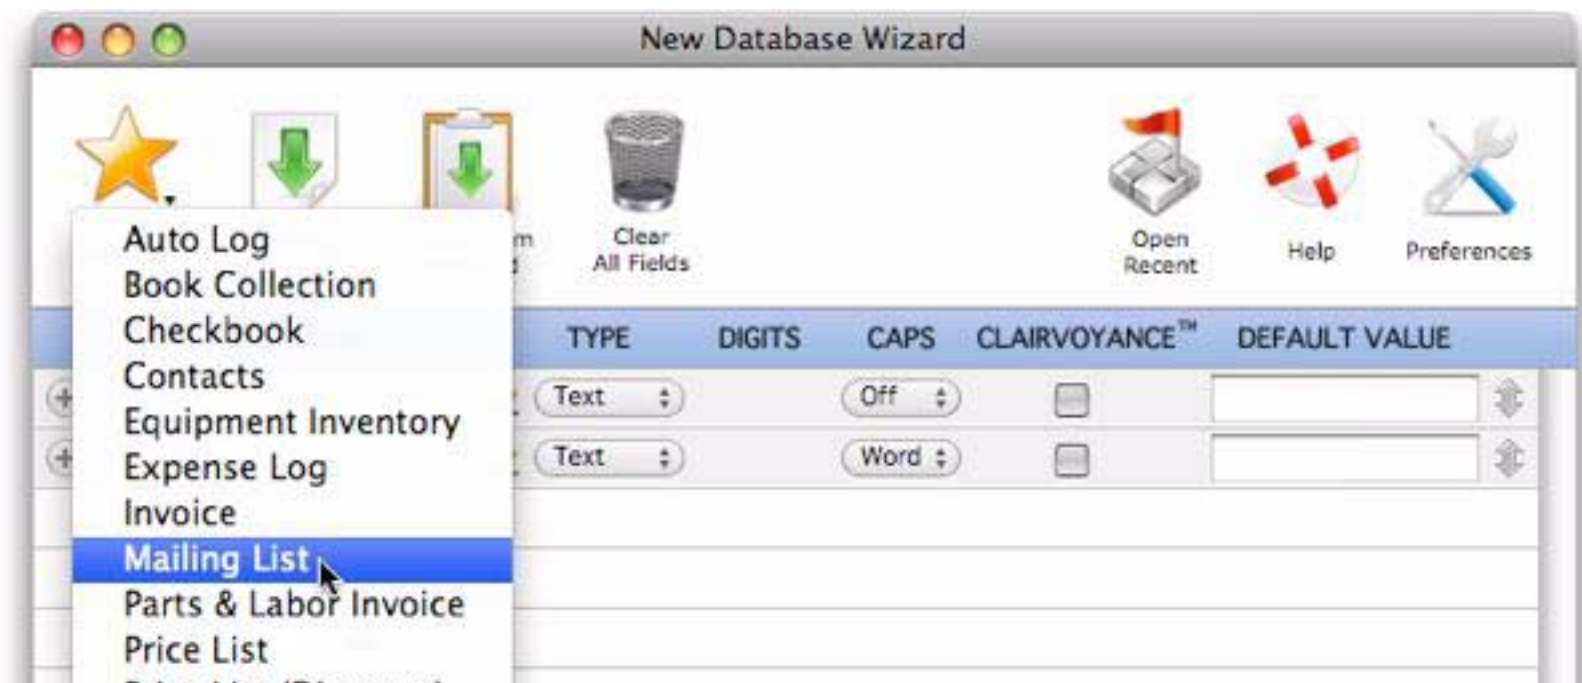 New Database Wizard
Clear
All Fields
Open
Recent
Help
Preferences
Auto Log
Book Collection
Checkbook
Contacts
Equipment Inventory
Expense Log
Invoice
Mailing List
Parts & Labor Invoice
Price List
TYPE DIGITS CAPS CLAIRVOYANCE™ DEFAULT VALUE
Text Off
Text Word